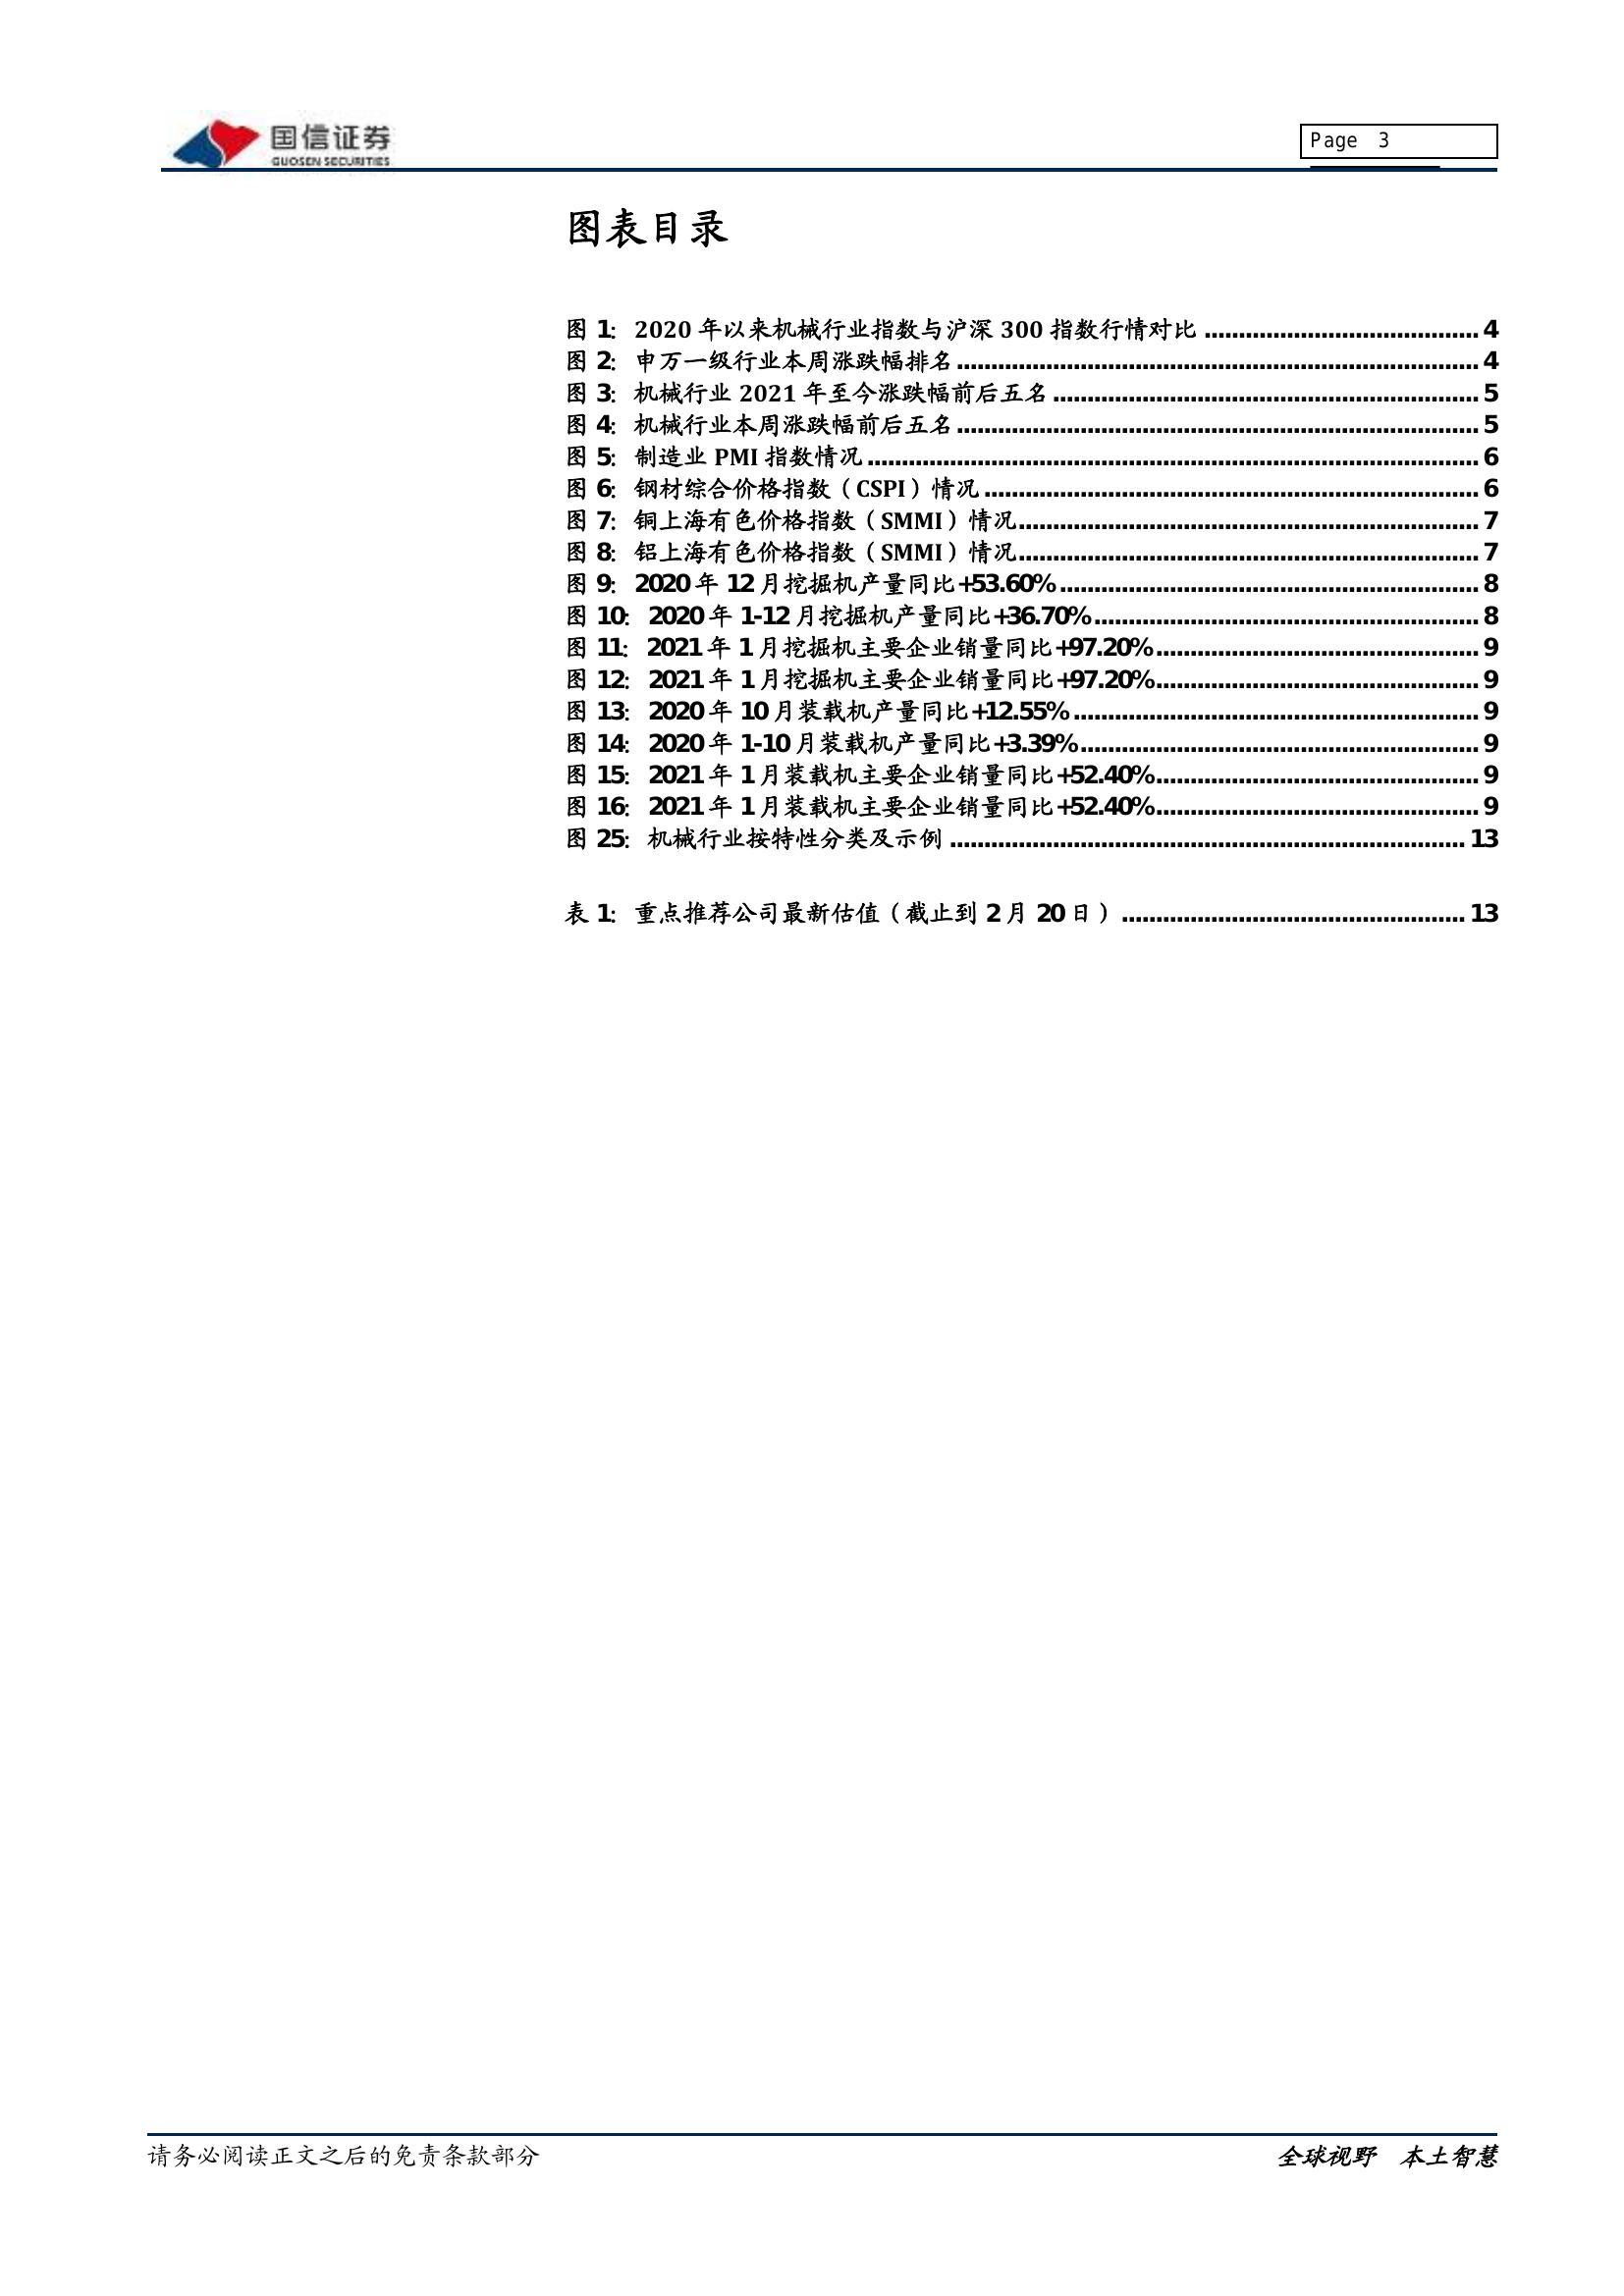 国信证券
GUOSEN SECURITIES
Page 3
图表目录
图 1: 2020 年以来机械行业指数与沪深 300 指数行情对比 ........................................ 4
图 2: 申万一级行业本周涨跌幅排名 ........................................ 4
图 3: 机械行业 2021 年至今涨跌幅前后五名 ........................................ 5
图 4: 机械行业本周涨跌幅前后五名 ........................................ 5
图 5: 制造业 PMI 指数情况 ........................................ 6
图 6: 钢材综合价格指数（CSPI）情况 ........................................ 6
图 7: 铜上海有色价格指数（SMMI）情况 ........................................ 7
图 8: 铝上海有色价格指数（SMMI）情况 ........................................ 7
图 9: 2020 年 12 月挖掘机产量同比+53.60% ........................................ 8
图 10: 2020 年 1-12 月挖掘机产量同比+36.70% ........................................ 8
图 11: 2021 年 1 月挖掘机主要企业销量同比+97.20% ........................................ 9
图 12: 2021 年 1 月挖掘机主要企业销量同比+97.20% ........................................ 9
图 13: 2020 年 10 月装载机产量同比+12.55% ........................................ 9
图 14: 2020 年 1-10 月装载机产量同比+3.39% ........................................ 9
图 15: 2021 年 1 月装载机主要企业销量同比+52.40% ........................................ 9
图 16: 2021 年 1 月装载机主要企业销量同比+52.40% ........................................ 9
图 25: 机械行业按特性分类及示例 ........................................ 13
表 1: 重点推荐公司最新估值（截止到 2 月 20 日） ........................................ 13
请务必阅读正文之后的免责条款部分
全球视野 本土智慧